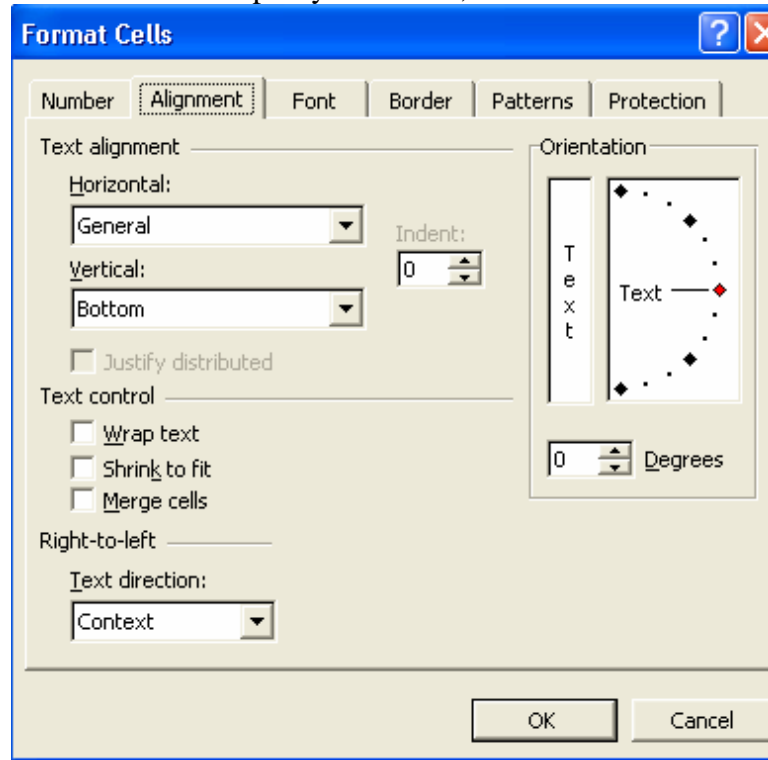 Format Cells
Number Alignment Font Border Patterns Protection
Text alignment
Horizontal:
General
Indent:
0
Vertical:
Bottom
Justify distributed
Text control
Wrap text
Shrink to fit
Merge cells
Right-to-left
Text direction:
Context
Orientation
Text
Text
0 Degrees
OK Cancel